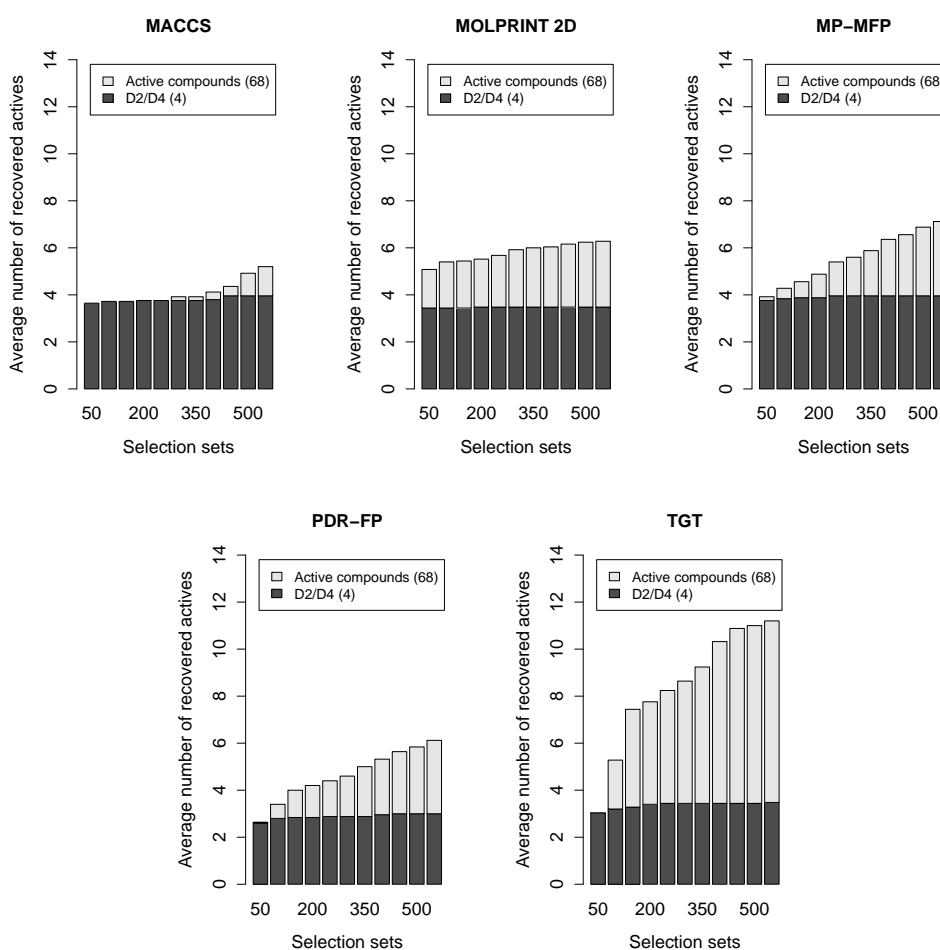 MACCS
Average number of recovered actives
0 2 4 6 8 10 12 14
Active compounds (68)
D2/D4 (4)
50 200 350 500
Selection sets
MOLPRINT 2D
Average number of recovered actives
0 2 4 6 8 10 12 14
Active compounds (68)
D2/D4 (4)
50 200 350 500
Selection sets
MP−MFP
Average number of recovered actives
0 2 4 6 8 10 12 14
Active compounds (68
D2/D4 (4)
50 200 350 500
Selection sets
PDR−FP
Average number of recovered actives
0 2 4 6 8 10 12 14
Active compounds (68)
D2/D4 (4)
50 200 350 500
Selection sets
TGT
Average number of recovered actives
0 2 4 6 8 10 12 14
Active compounds (68)
D2/D4 (4)
50 200 350 500
Selection sets